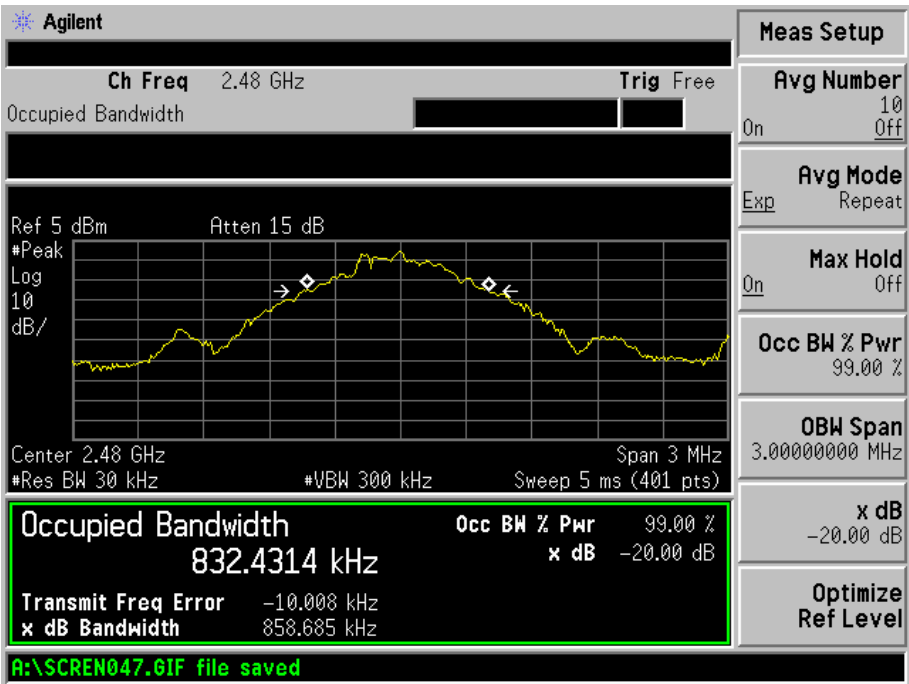 Agilent
Ch Freq 2.48 GHz Trig Free
Occupied Bandwidth
Ref 5 dBm Atten 15 dB
#Peak
Log
10
dB/
Center 2.48 GHz Span 3 MHz
#Res BW 30 kHz #VBW 300 kHz Sweep 5 ms (401 pts)
Occupied Bandwidth
832.4314 kHz
Occ BW % Pwr 99.00 %
x dB -20.00 dB
Transmit Freq Error -10.008 kHz
x dB Bandwidth 858.685 kHz
A:\SCREN047.GIF file saved
Meas Setup
Avg Number
10
On Off
Avg Mode
Exp Repeat
Max Hold
On Off
Occ BW % Pwr
99.00 %
OBW Span
3.00000000 MHz
x dB
-20.00 dB
Optimize
Ref Level